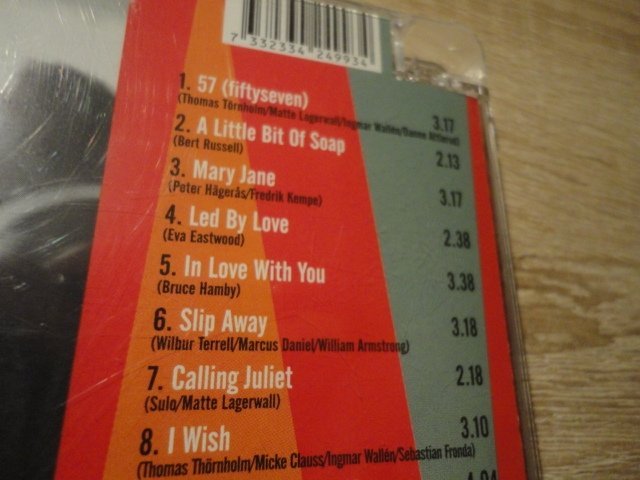 7 332334 249934
1. 57 (fiftyseven) 3.17
(Thomas Törnholm/Matte Lagerwall/Ingmar Wallén/Danne Attlerud)
2. A Little Bit Of Soap 2.13
(Bert Russell)
3. Mary Jane 3.17
(Peter Hägerås/Fredrik Kempe)
4. Led By Love 2.38
(Eva Eastwood)
5. In Love With You 3.38
(Bruce Hamby)
6. Slip Away 3.18
(Wilbur Terrell/Marcus Daniel/William Armstrong)
7. Calling Juliet 2.18
(Sulo/Matte Lagerwall)
8. I Wish 3.10
(Thomas Thörnholm/Micke Clauss/Ingmar Wallén/Sebastian Fronda)